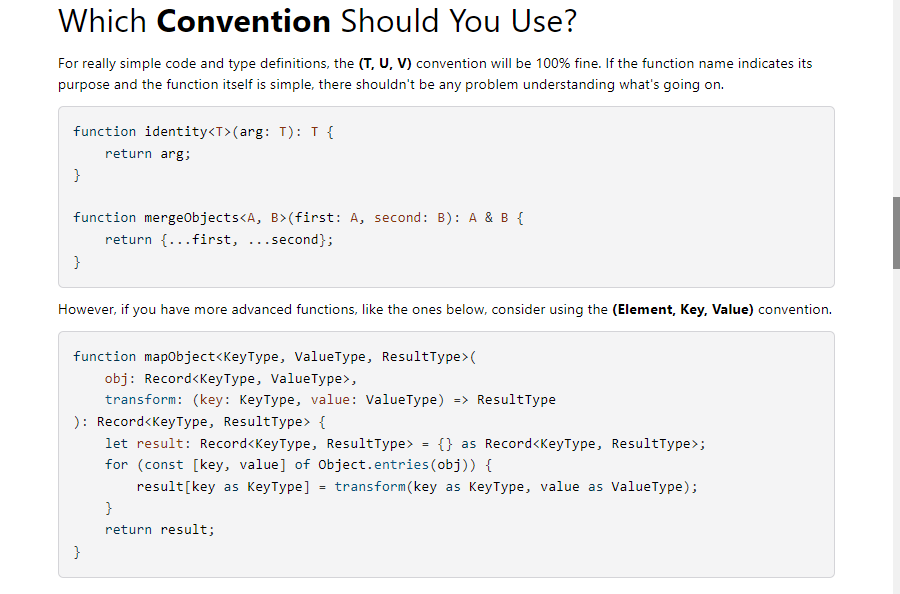 Which Convention Should You Use?
For really simple code and type definitions, the (T, U, V) convention will be 100% fine. If the function name indicates its
purpose and the function itself is simple, there shouldn't be any problem understanding what's going on.
function identity<T>(arg: T): T {
    return arg;
}
function mergeObjects<A, B>(first: A, second: B): A & B {
    return {...first, ...second};
}
However, if you have more advanced functions, like the ones below, consider using the (Element, Key, Value) convention.
function mapObject<KeyType, ValueType, ResultType>(
    obj: Record<KeyType, ValueType>,
    transform: (key: KeyType, value: ValueType) => ResultType
): Record<KeyType, ResultType> {
    let result: Record<KeyType, ResultType> = {} as Record<KeyType, ResultType>;
    for (const [key, value] of Object.entries(obj)) {
        result[key as KeyType] = transform(key as KeyType, value as ValueType);
    }
    return result;
}